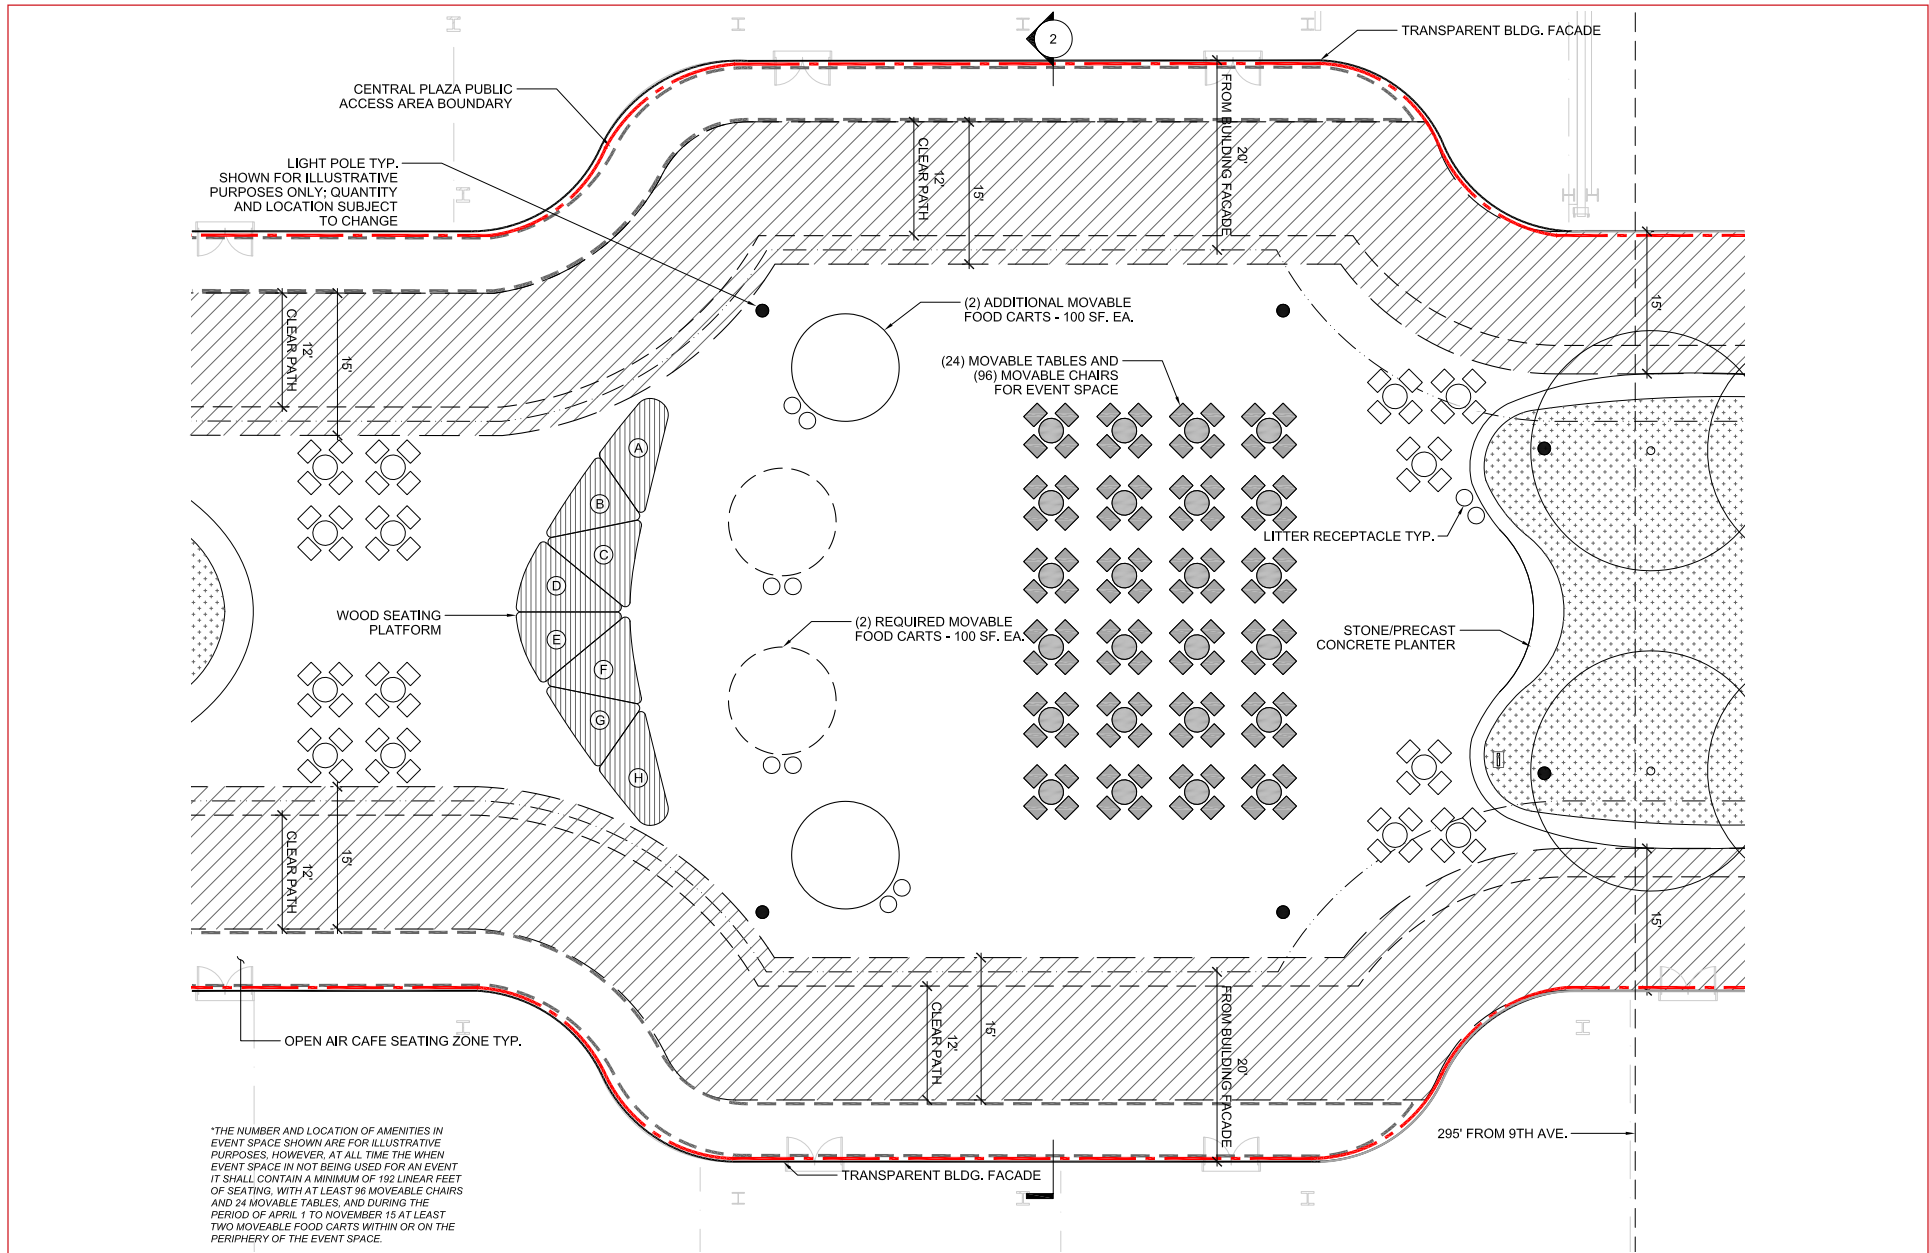 2
TRANSPARENT BLDG. FACADE
CENTRAL PLAZA PUBLIC
ACCESS AREA BOUNDARY
LIGHT POLE TYP.
SHOWN FOR ILLUSTRATIVE
PURPOSES ONLY; QUANTITY
AND LOCATION SUBJECT
TO CHANGE
12'
CLEAR PATH
15'
20'
FROM BUILDING FACADE
12'
CLEAR PATH
15'
15'
(2) ADDITIONAL MOVABLE
FOOD CARTS - 100 SF. EA.
(24) MOVABLE TABLES AND
(96) MOVABLE CHAIRS
FOR EVENT SPACE
A
B
C
D
E
F
G
H
LITTER RECEPTACLE TYP.
WOOD SEATING
PLATFORM
(2) REQUIRED MOVABLE
FOOD CARTS - 100 SF. EA.
STONE/PRECAST
CONCRETE PLANTER
12'
CLEAR PATH
15'
15'
12'
CLEAR PATH
15'
20'
FROM BUILDING FACADE
OPEN AIR CAFE SEATING ZONE TYP.
295' FROM 9TH AVE.
TRANSPARENT BLDG. FACADE
*THE NUMBER AND LOCATION OF AMENITIES IN
EVENT SPACE SHOWN ARE FOR ILLUSTRATIVE
PURPOSES, HOWEVER, AT ALL TIME THE WHEN
EVENT SPACE IN NOT BEING USED FOR AN EVENT
IT SHALL CONTAIN A MINIMUM OF 192 LINEAR FEET
OF SEATING, WITH AT LEAST 96 MOVEABLE CHAIRS
AND 24 MOVABLE TABLES, AND DURING THE
PERIOD OF APRIL 1 TO NOVEMBER 15 AT LEAST
TWO MOVEABLE FOOD CARTS WITHIN OR ON THE
PERIPHERY OF THE EVENT SPACE.